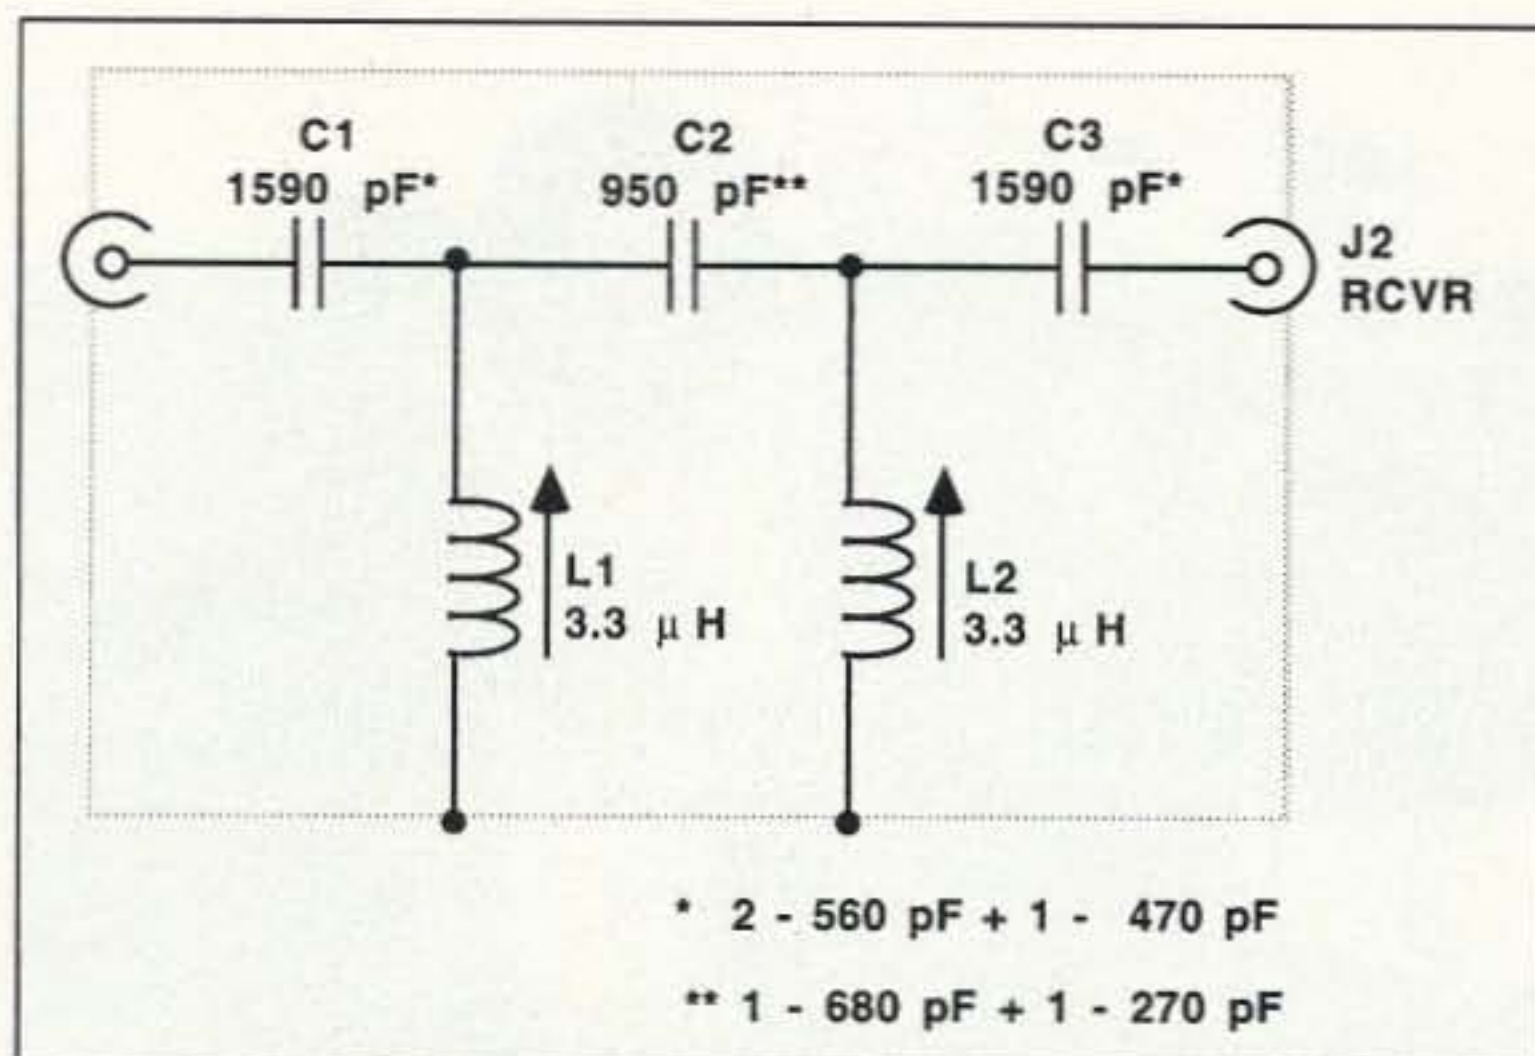 C1
1590 pF*
C2
950 pF**
C3
1590 pF*
J2
RCVR
L1
3.3 μ H
L2
3.3 μ H
* 2 - 560 pF + 1 - 470 pF
** 1 - 680 pF + 1 - 270 pF